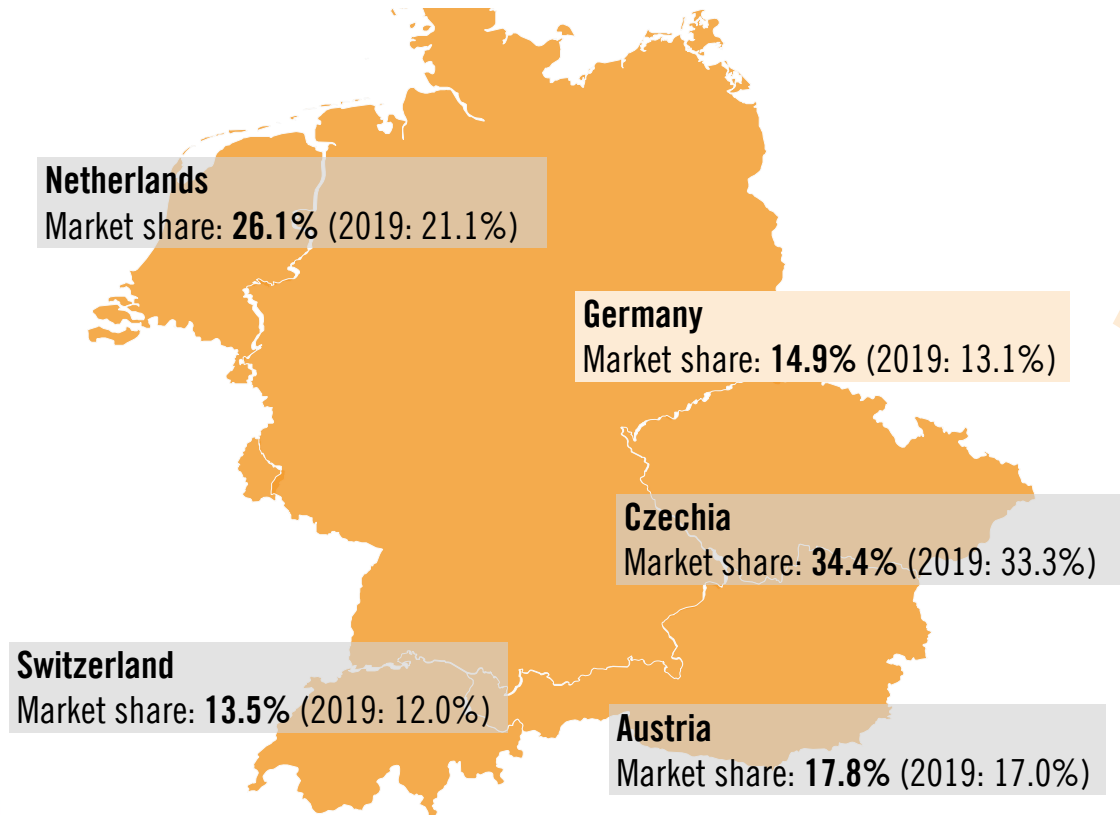 Netherlands
Market share: 26.1% (2019: 21.1%)
Germany
Market share: 14.9% (2019: 13.1%)
Czechia
Market share: 34.4% (2019: 33.3%)
Switzerland
Market share: 13.5% (2019: 12.0%)
Austria
Market share: 17.8% (2019: 17.0%)